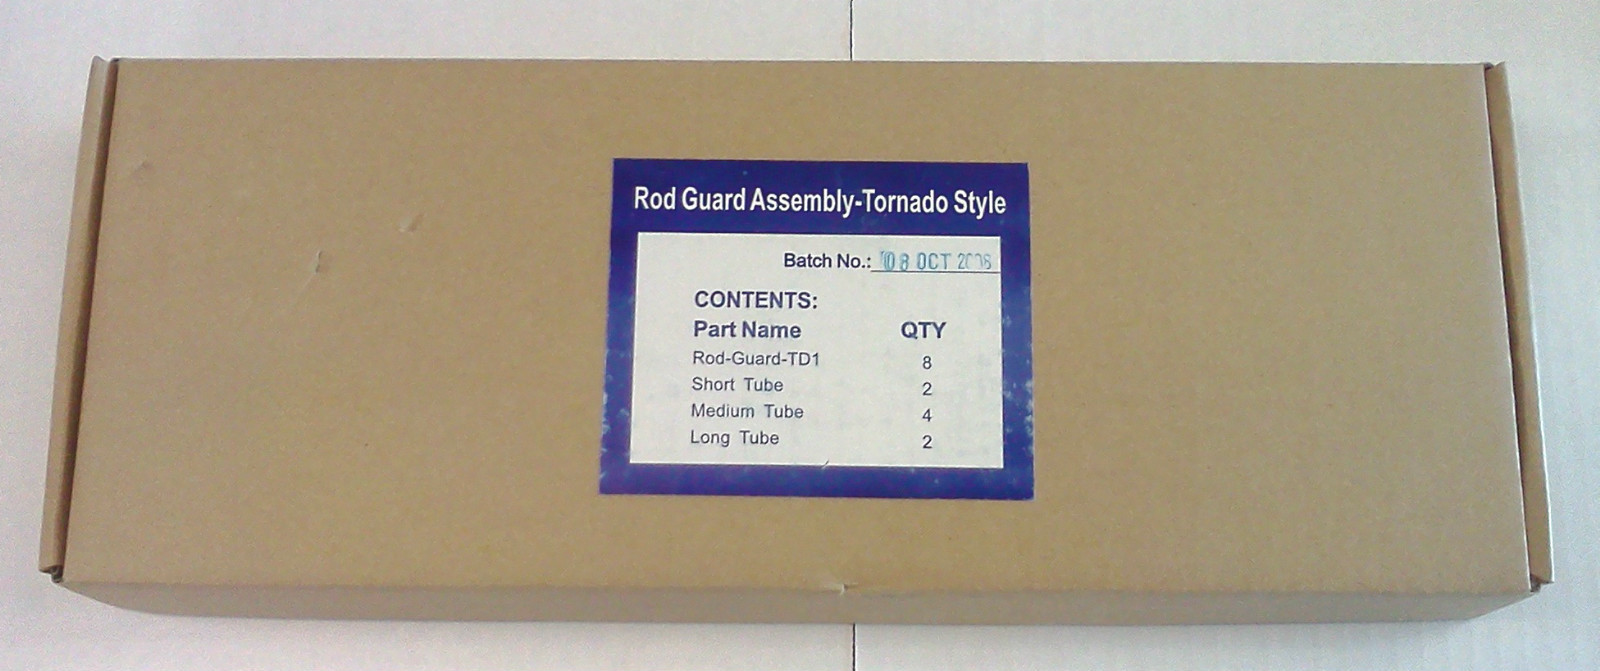 Rod Guard Assembly-Tornado Style
Batch No.: 08 OCT
CONTENTS:
Part Name QTY
Rod-Guard-TD1 8
Short Tube 2
Medium Tube 4
Long Tube 2